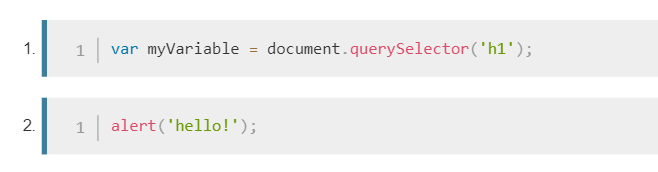 1. 1 var myVariable = document.querySelector('h1');
2. 1 alert('hello!');